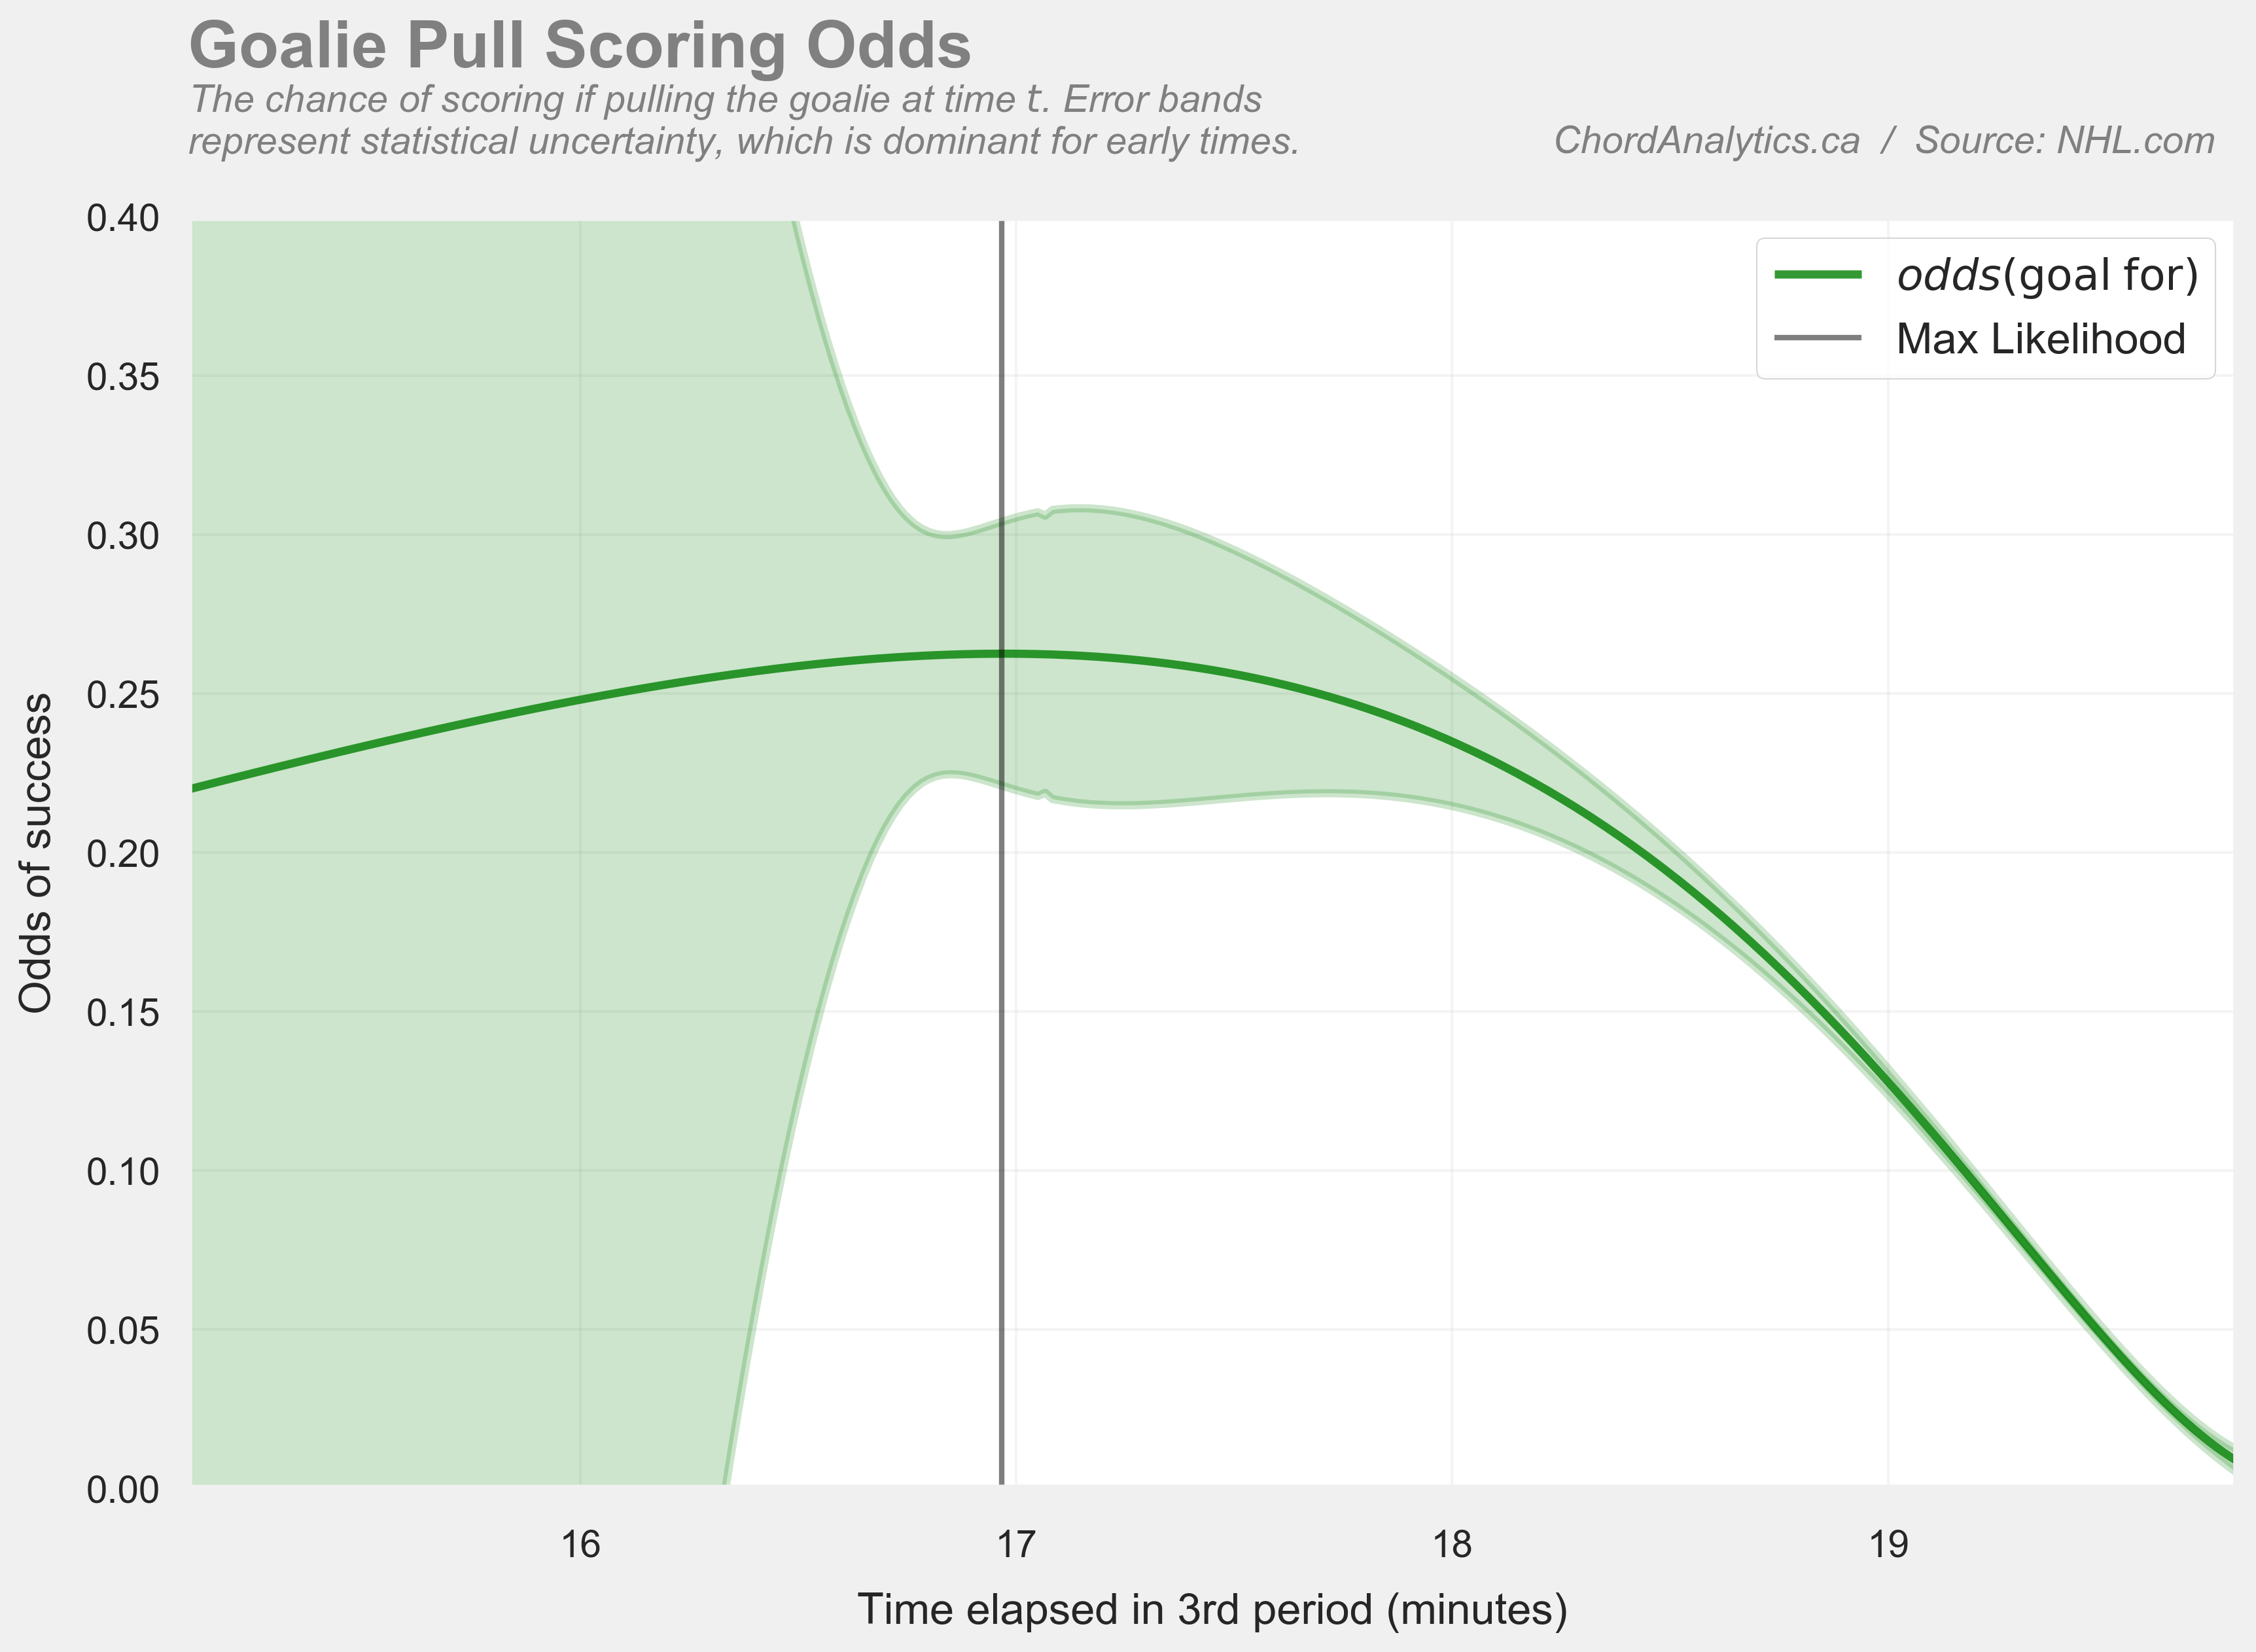 Goalie Pull Scoring Odds
The chance of scoring if pulling the goalie at time t. Error bands
represent statistical uncertainty, which is dominant for early times.
ChordAnalytics.ca / Source: NHL.com
odds(goal for)
Max Likelihood
Odds of success
0.40
0.35
0.30
0.25
0.20
0.15
0.10
0.05
0.00
16 17 18 19
Time elapsed in 3rd period (minutes)